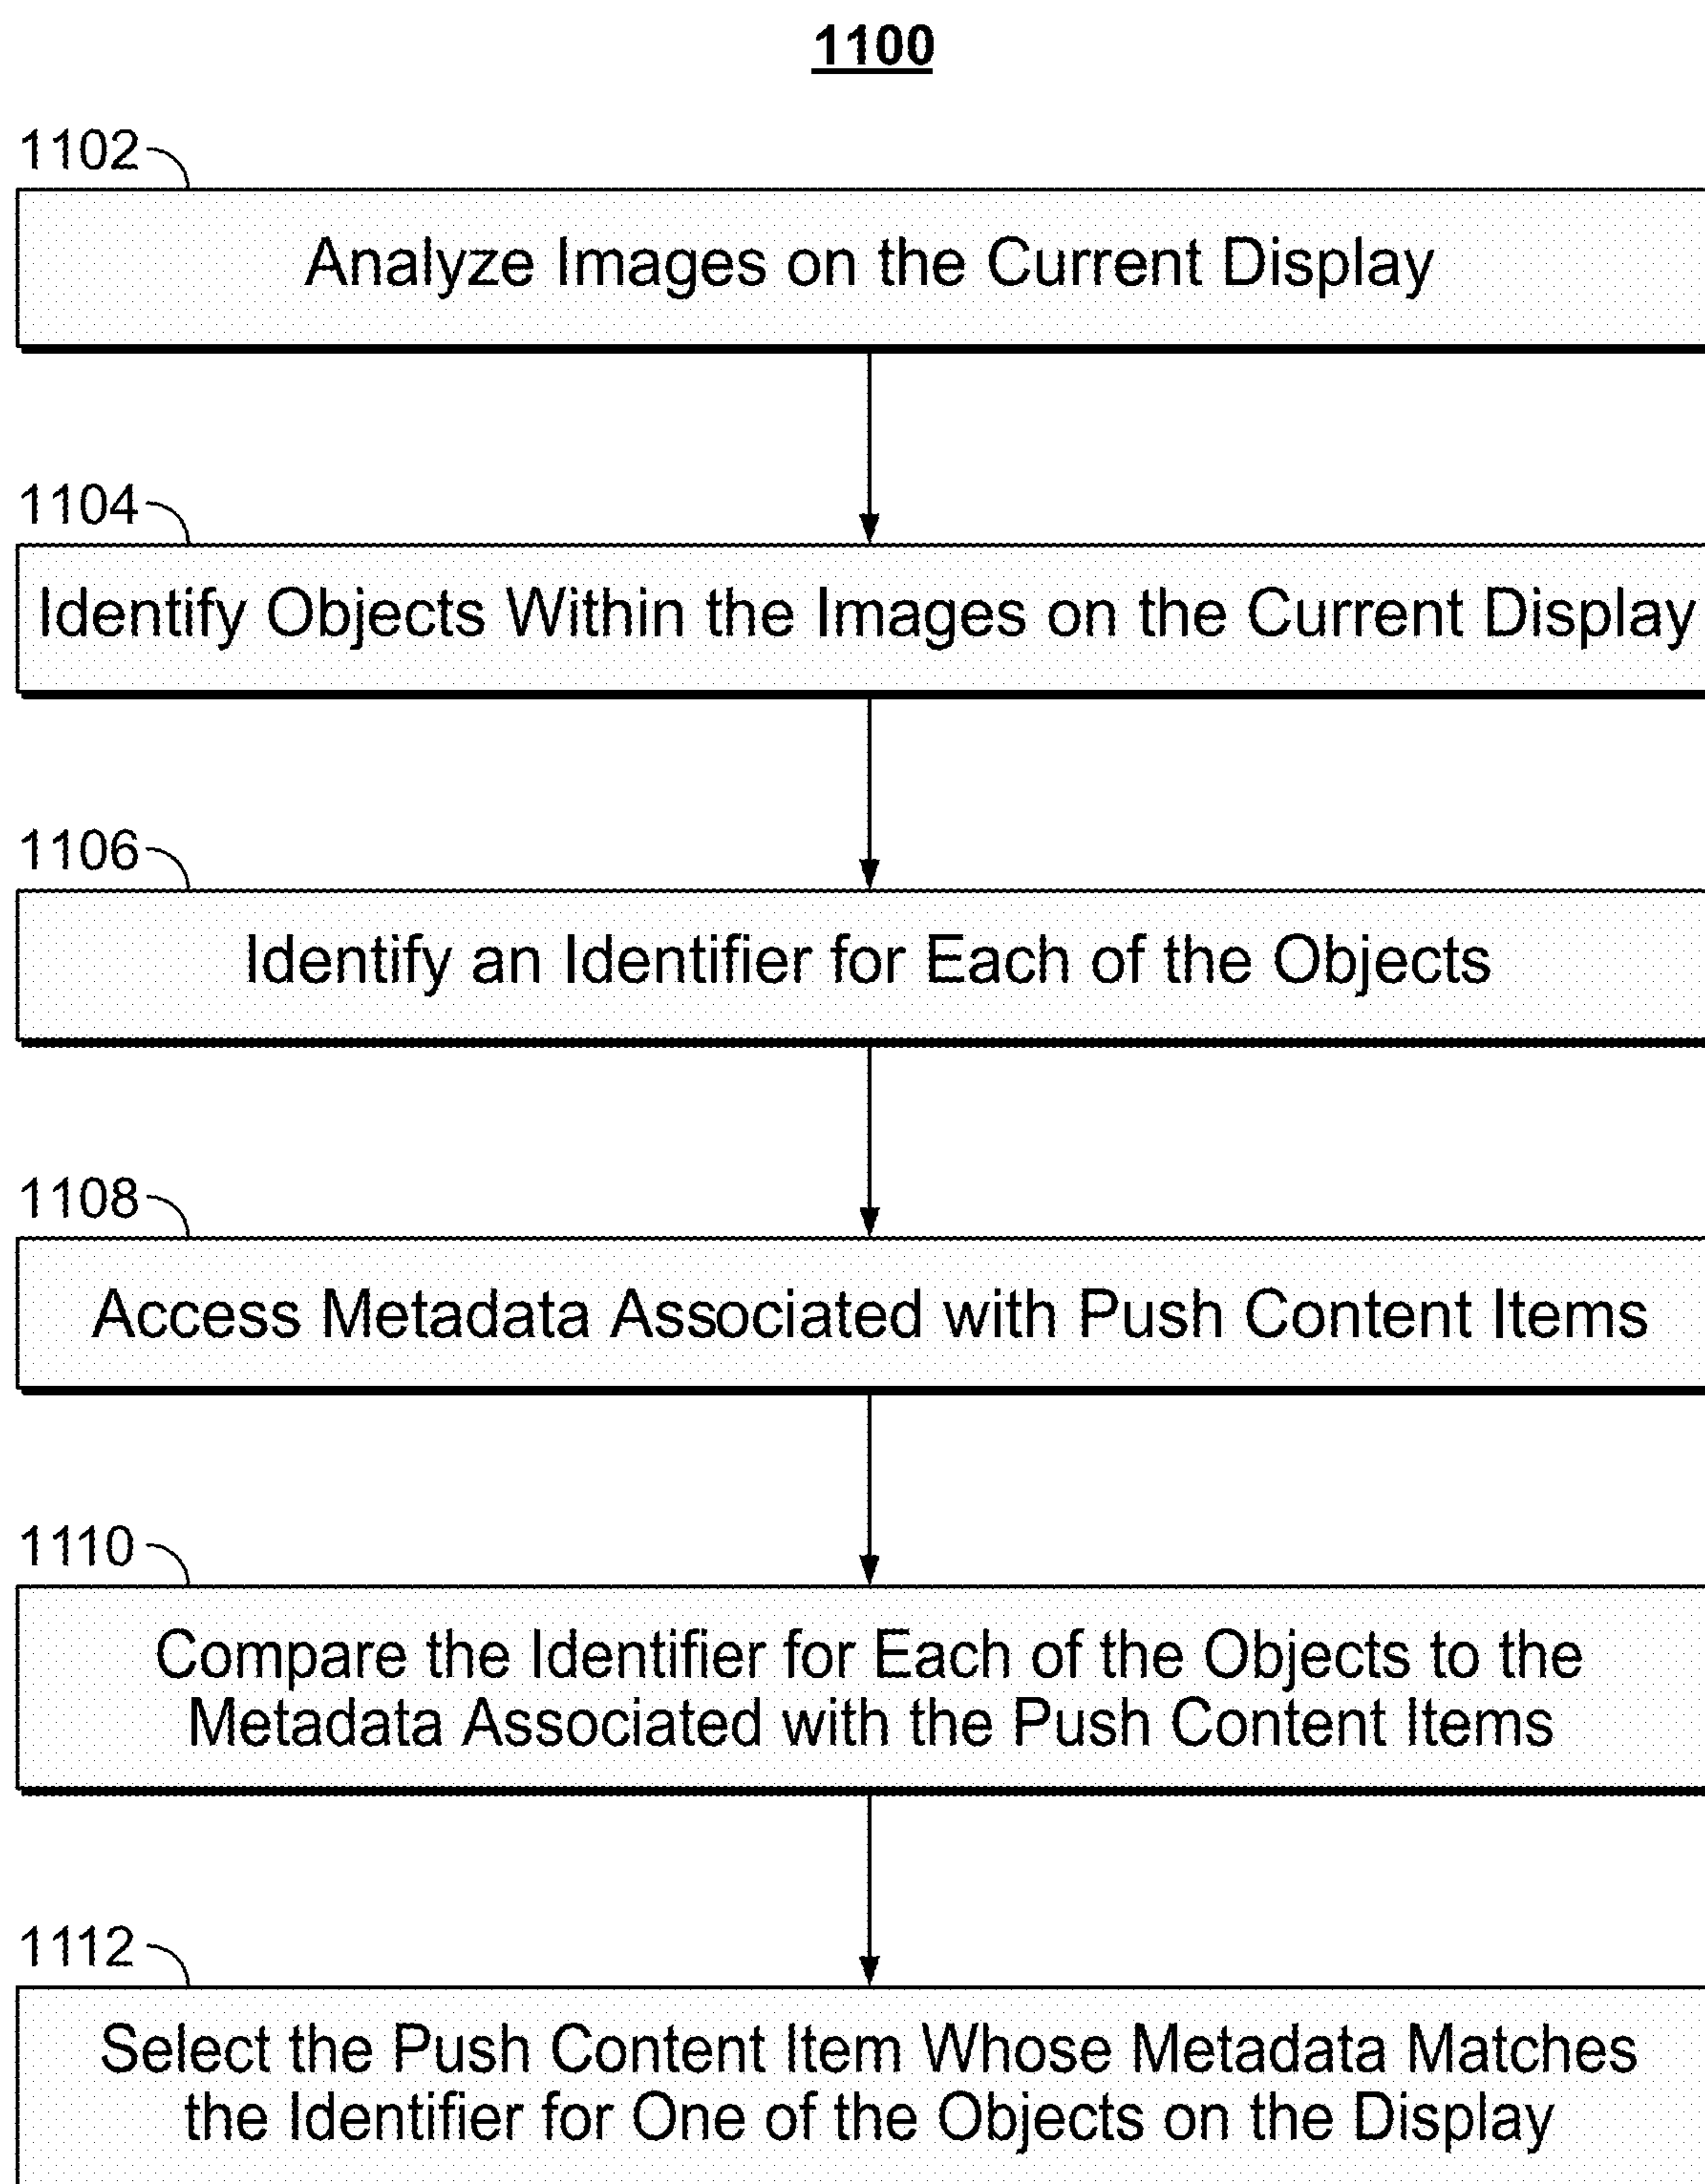 1100
1102
Analyze Images on the Current Display
1104
Identify Objects Within the Images on the Current Display
1106
Identify an Identifier for Each of the Objects
1108
Access Metadata Associated with Push Content Items
1110
Compare the Identifier for Each of the Objects to the
Metadata Associated with the Push Content Items
1112
Select the Push Content Item Whose Metadata Matches
the Identifier for One of the Objects on the Display